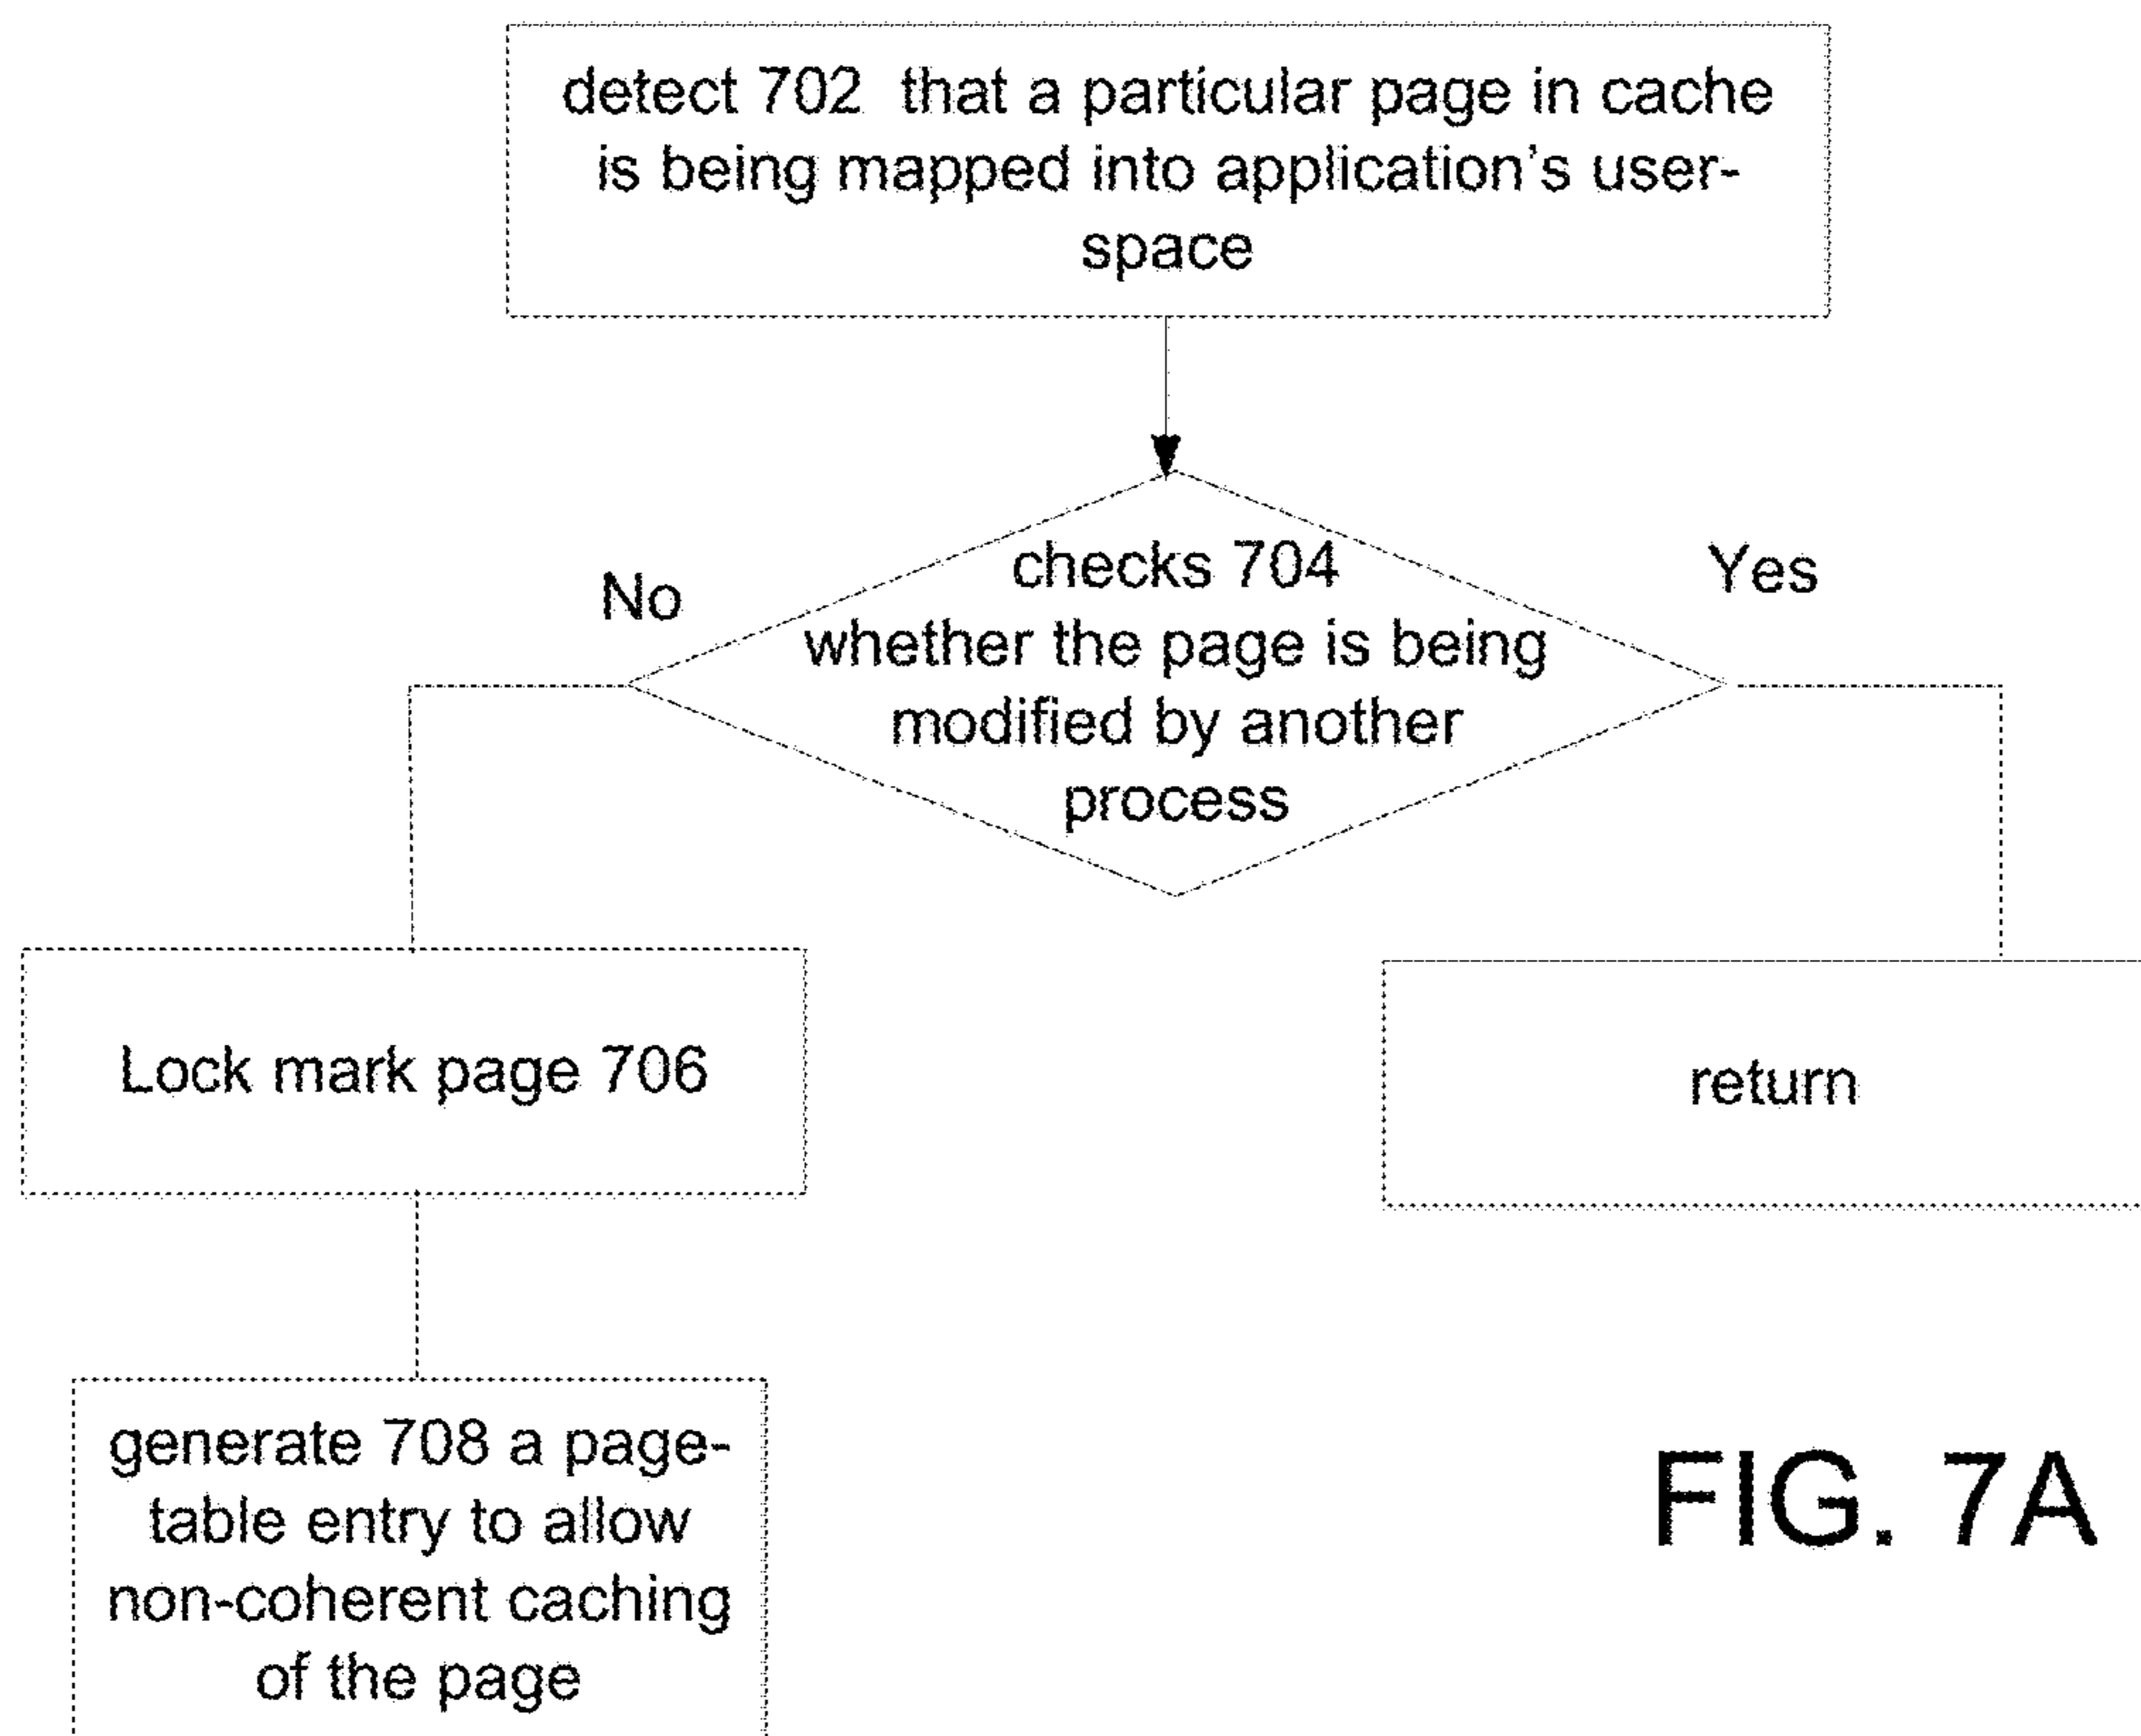 detect 702 that a particular page in cache
is being mapped into application's user-
space
checks 704
whether the page is being
modified by another
process
No
Yes
Lock mark page 706
return
generate 708 a page-
table entry to allow
non-coherent caching
of the page
FIG. 7A